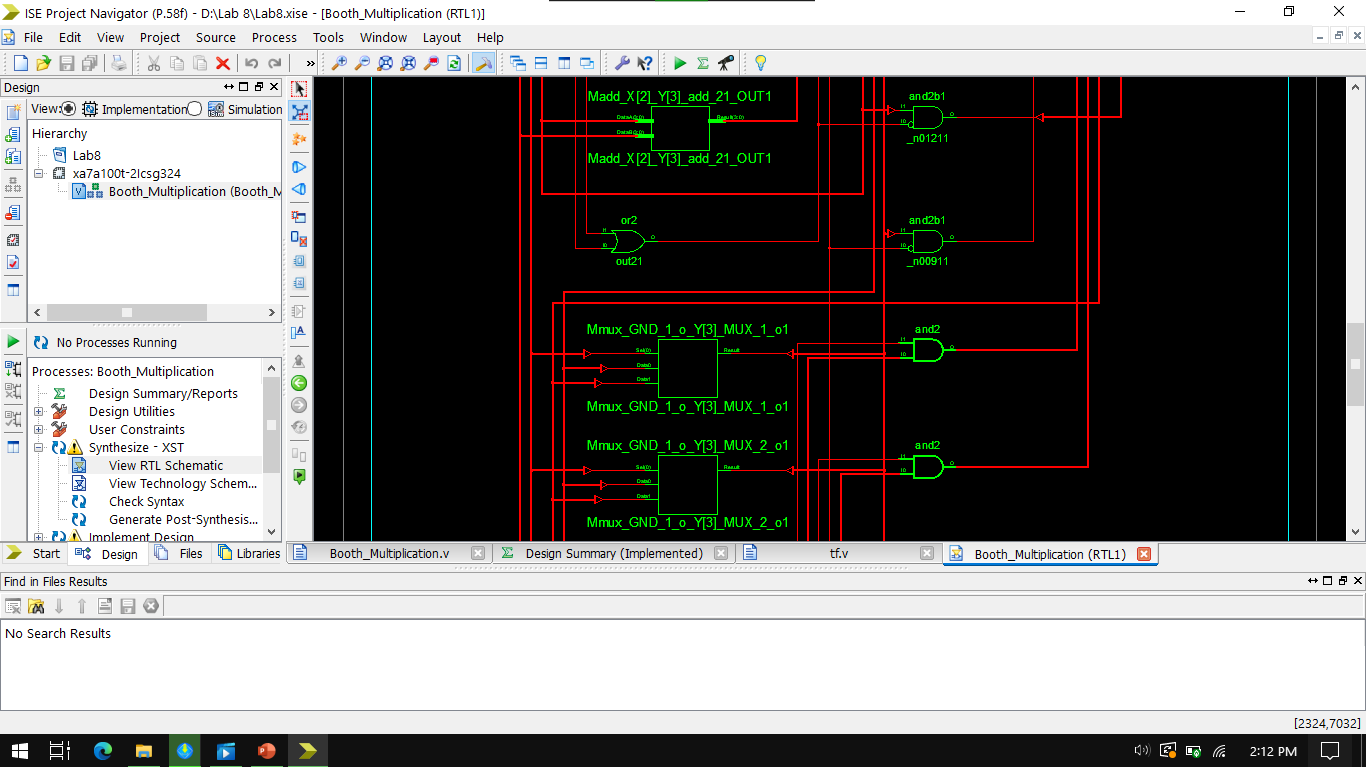 ISE Project Navigator (P.58f) - D:\Lab 8\Lab8.xise - [Booth_Multiplication (RTL1)]
File Edit View Project Source Process Tools Window Layout Help
»
Design
View: Implementation Simulation
Hierarchy
Lab8
xa7a100t-2lcsg324
Booth_Multiplication (Booth_M
No Processes Running
Processes: Booth_Multiplication
Design Summary/Reports
Design Utilities
User Constraints
Synthesize - XST
View RTL Schematic
View Technology Schem...
Check Syntax
Generate Post-Synthesis...
Implement Design
Start Design Files Libraries
Madd_X[2]_Y[3]_add_21_OUT1
DataA(3:0) Result(3:0)
DataB(3:0)
Madd_X[2]_Y[3]_add_21_OUT1
and2b1
I1 O
I0
_n01211
or2
I1 O
I0
out21
and2b1
I1 O
I0
_n00911
Mmux_GND_1_o_Y[3]_MUX_1_o1
Sel(0) Result
Data0
Data1
Mmux_GND_1_o_Y[3]_MUX_1_o1
and2
I1 O
I0
Mmux_GND_1_o_Y[3]_MUX_2_o1
Sel(0) Result
Data0
Data1
Mmux_GND_1_o_Y[3]_MUX_2_o1
and2
I1 O
I0
Booth_Multiplication.v Design Summary (Implemented) tf.v Booth_Multiplication (RTL1)
Find in Files Results
No Search Results
[2324,7032]
2:12 PM